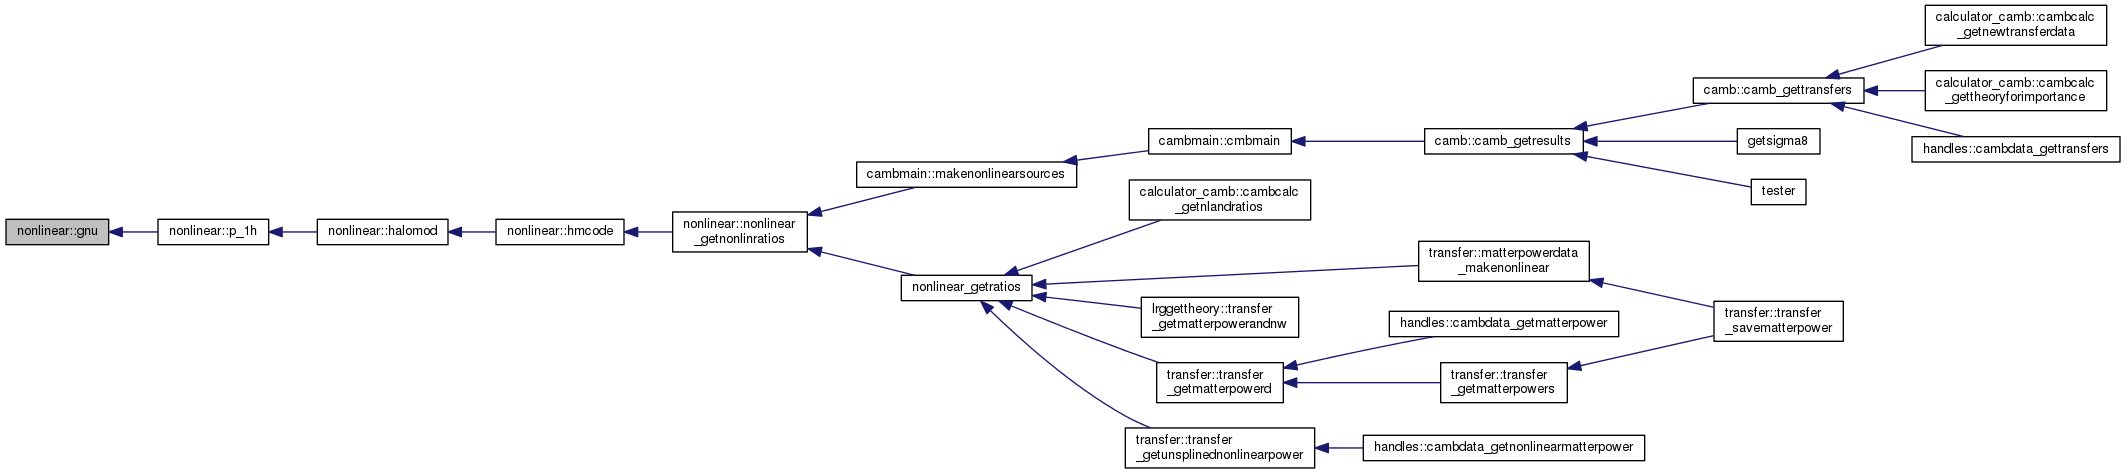 nonlinear::gnu
nonlinear::p_1h
nonlinear::halomod
nonlinear::hmcode
nonlinear::nonlinear
_getnonlinratios
cambmain::makenonlinearsources
cambmain::cmbmain
camb::camb_getresults
camb::camb_gettransfers
calculator_camb::cambcalc
_getnewtransferdata
calculator_camb::cambcalc
_gettheoryforimportance
handles::cambdata_gettransfers
getsigma8
tester
nonlinear_getratios
calculator_camb::cambcalc
_getnlandratios
transfer::matterpowerdata
_makenonlinear
lrggettheory::transfer
_getmatterpowerandnw
transfer::transfer
_getmatterpowerd
handles::cambdata_getmatterpower
transfer::transfer
_getmatterpowers
transfer::transfer
_savematterpower
transfer::transfer
_getunsplinednonlinearpower
handles::cambdata_getnonlinearmatterpower